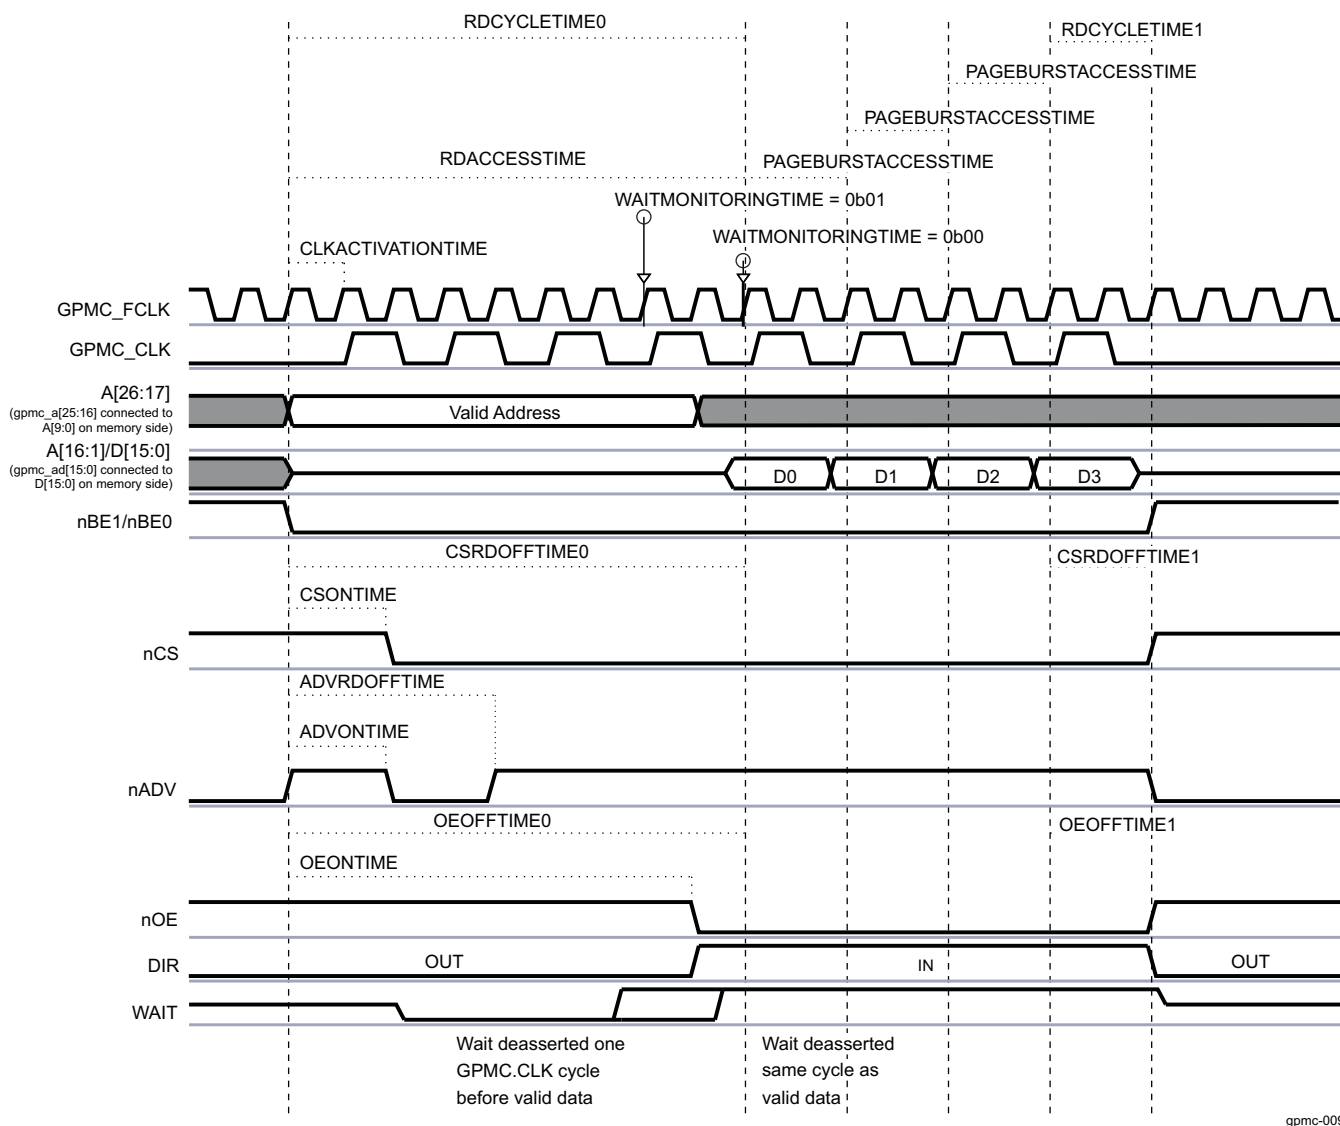 RDCYCLETIME0
RDCYCLETIME1
PAGEBURSTACCESSTIME
PAGEBURSTACCESSTIME
RDACCESSTIME
PAGEBURSTACCESSTIME
WAITMONITORINGTIME = 0b01
WAITMONITORINGTIME = 0b00
CLKACTIVATIONTIME
GPMC_FCLK
GPMC_CLK
A[26:17]
(gpmc_a[25:16] connected to
A[9:0] on memory side)
Valid Address
A[16:1]/D[15:0]
(gpmc_ad[15:0] connected to
D[15:0] on memory side)
D0 D1 D2 D3
nBE1/nBE0
CSRDOFFTIME0 CSRDOFFTIME1
CSONTIME
nCS
ADVRDOFFTIME
ADVONTIME
nADV
OEOFFTIME0 OEOFFTIME1
OEONTIME
nOE
DIR OUT IN OUT
WAIT
Wait deasserted one
GPMC.CLK cycle
before valid data
Wait deasserted
same cycle as
valid data
gpmc-009